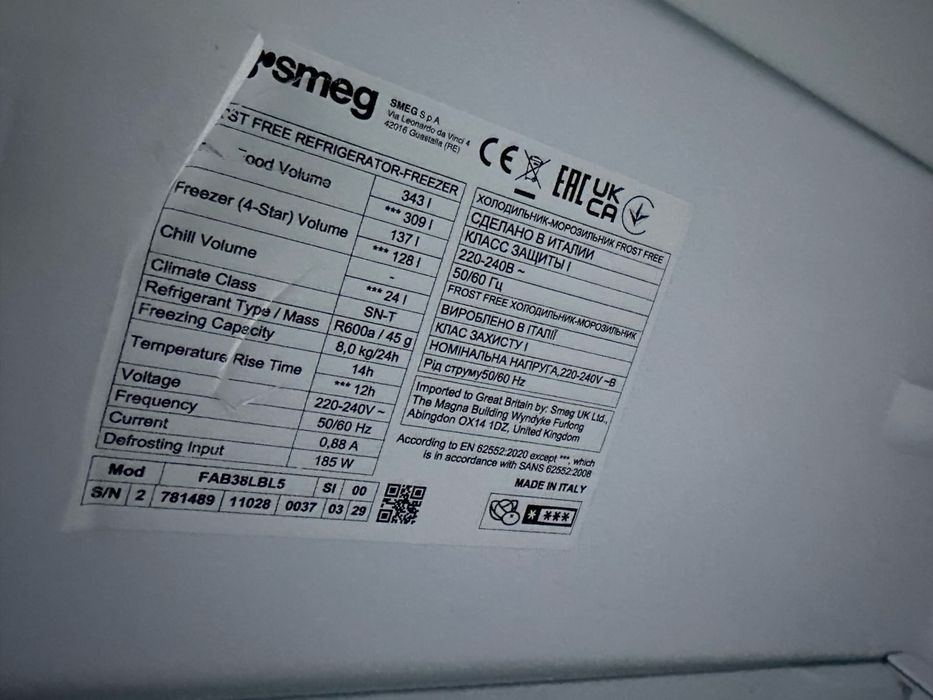 smeg
SMEG S.p.A.
Via Leonardo da Vinci 4
42016 Guastalla (RE)
OST FREE REFRIGERATOR-FREEZER
ood Volume 343 l
*** 309 l
Freezer (4-Star) Volume 137 l
*** 128 l
Chill Volume -
*** 24 l
Climate Class SN-T
Refrigerant Type / Mass R600a / 45 g
Freezing Capacity 8,0 kg/24h
Temperature Rise Time 14h
*** 12h
Voltage 220-240V ~
Frequency 50/60 Hz
Current 0,88 A
Defrosting Input 185 W
Mod FAB38LBL5 SI 00
S/N 2 781489 11028 0037 03 29
CE EAC UK
CA
ХОЛОДИЛЬНИК-МОРОЗИЛЬНИК FROST FREE
СДЕЛАНО В ИТАЛИИ
КЛАСС ЗАЩИТЫ I
220-240В ~
50/60 Гц
FROST FREE ХОЛОДИЛЬНИК-МОРОЗИЛЬНИК
ВИРОБЛЕНО В ІТАЛІЇ
КЛАС ЗАХИСТУ I
НОМІНАЛЬНА НАПРУГА,220-240V ~В
Рід струму50/60 Hz
Imported to Great Britain by: Smeg UK Ltd.,
The Magna Building Wyndyke Furlong
Abingdon OX14 1DZ, United Kingdom
According to EN 62552:2020 except ***, which
is in accordance with SANS 62552:2008
MADE IN ITALY
* ***